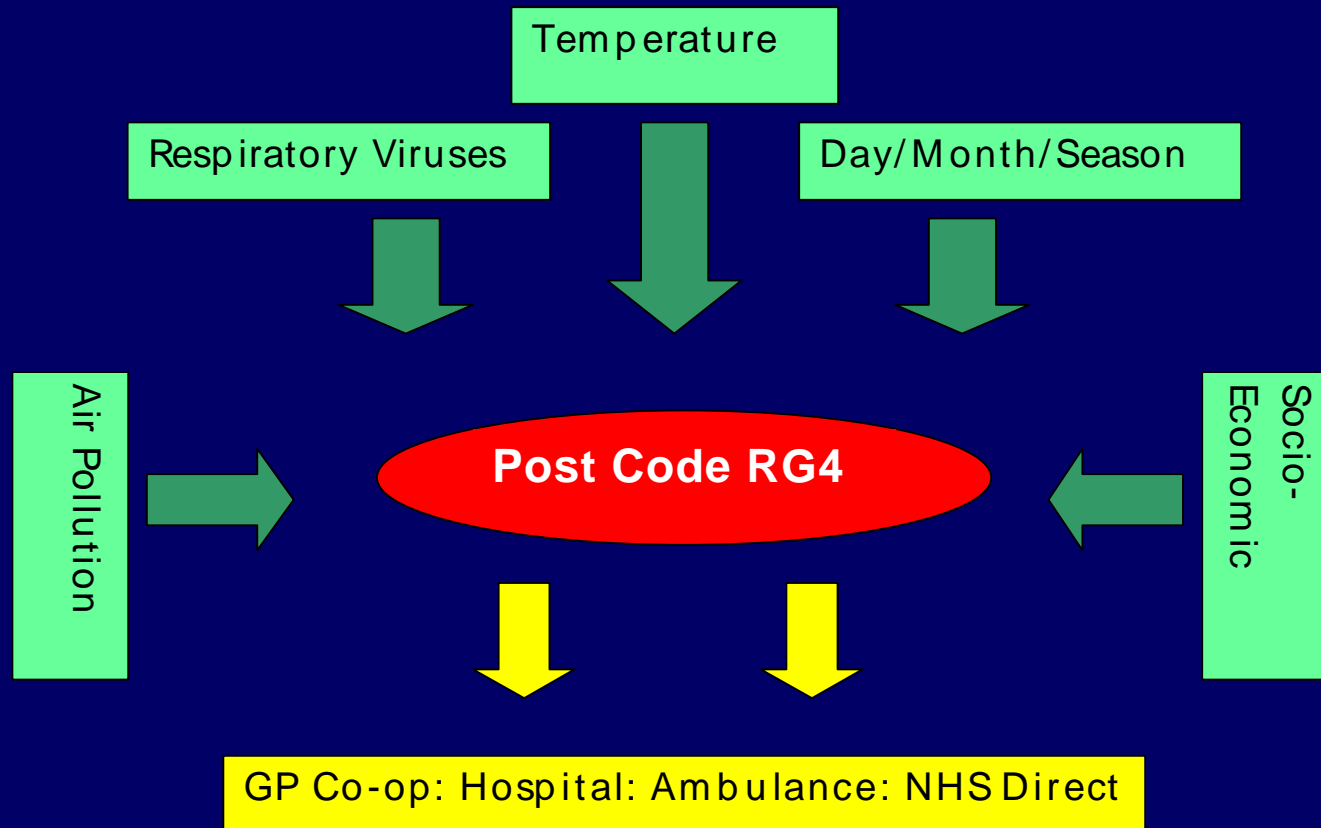 Temperature
Respiratory Viruses
Day/Month/Season
Air Pollution
Post Code RG4
Socio-
Economic
GP Co-op: Hospital: Ambulance: NHS Direct